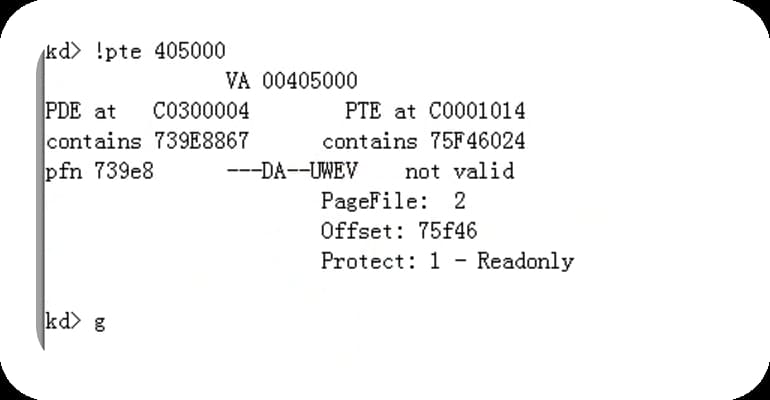 kd> !pte 405000
VA 00405000
PDE at C0300004 PTE at C0001014
contains 739E8867 contains 75F46024
pfn 739e8 ---DA--UWEV not valid
PageFile: 2
Offset: 75f46
Protect: 1 - Readonly
kd> g